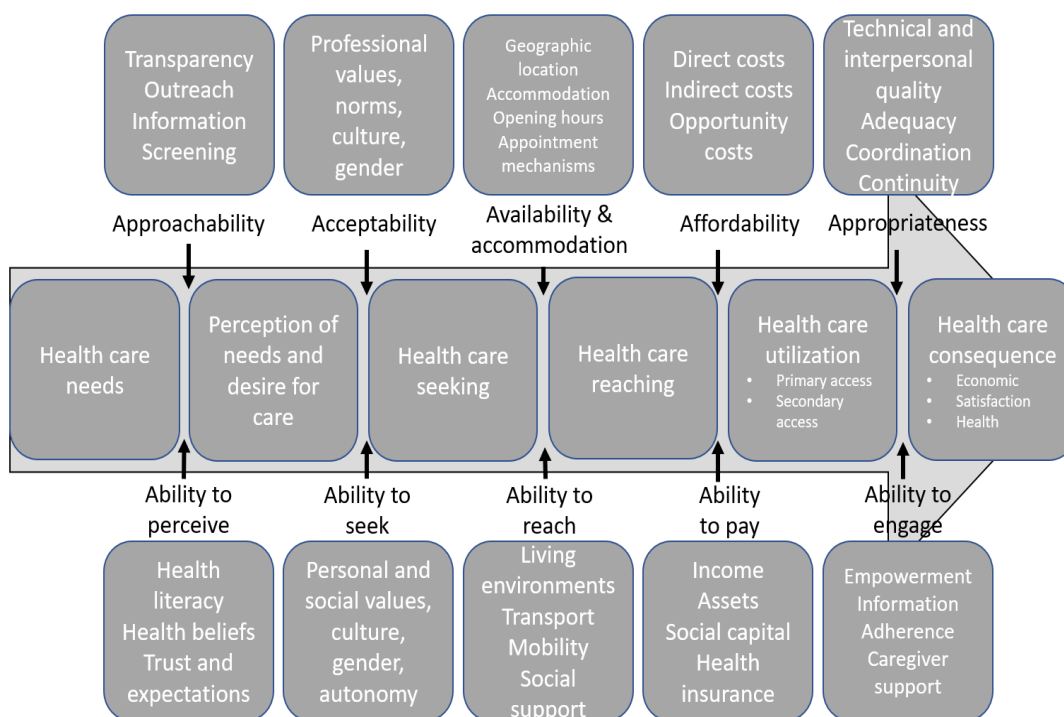 Transparency
Outreach
Information
Screening
Professional
values,
norms,
culture,
gender
Geographic
location
Accommodation
Opening hours
Appointment
mechanisms
Direct costs
Indirect costs
Opportunity
costs
Technical and
interpersonal
quality
Adequacy
Coordination
Continuity
Approachability
Acceptability
Availability &
accommodation
Affordability
Appropriateness
Health care
needs
Perception of
needs and
desire for
care
Health care
seeking
Health care
reaching
Health care
utilization
• Primary access
• Secondary
access
Health care
consequence
• Economic
• Satisfaction
• Health
Ability to
perceive
Ability to
seek
Ability to
reach
Ability
to pay
Ability to
engage
Health
literacy
Health beliefs
Trust and
expectations
Personal and
social values,
culture,
gender,
autonomy
Living
environments
Transport
Mobility
Social
support
Income
Assets
Social capital
Health
insurance
Empowerment
Information
Adherence
Caregiver
support